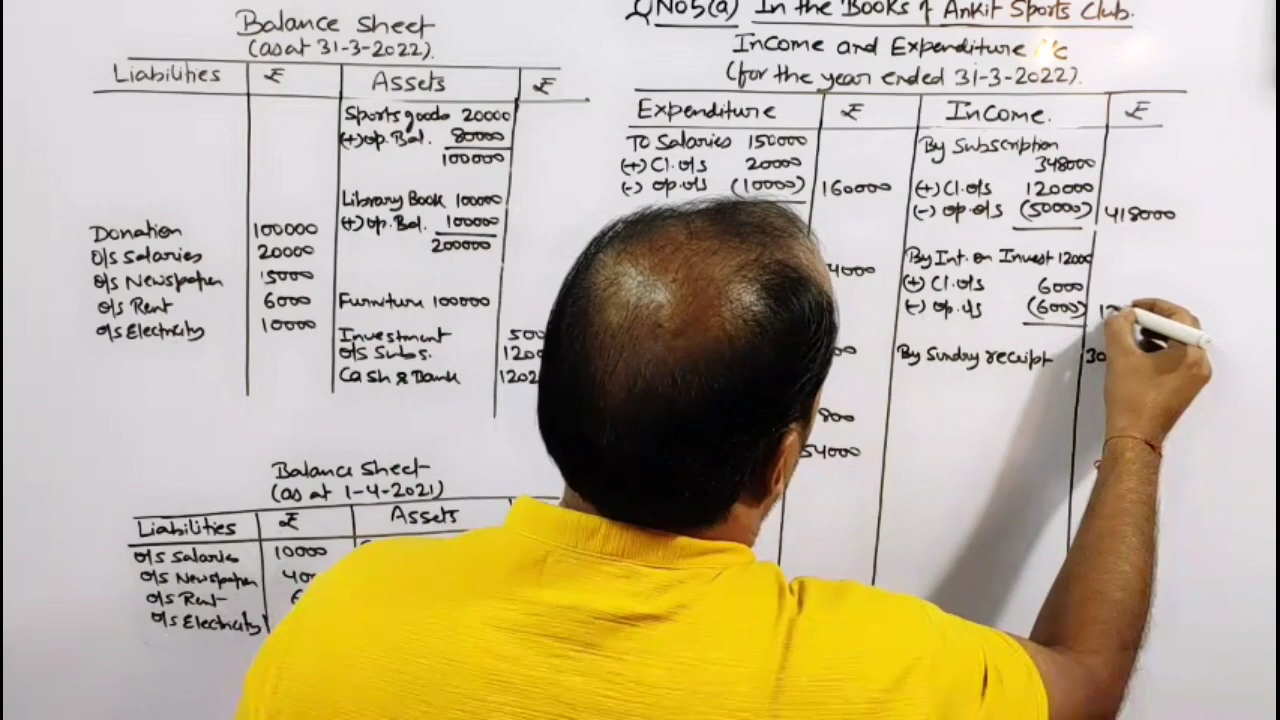 Balance Sheet
(as at 31-3-2022).
Liabilities ₹ Assets ₹
Sports goods 20000
(+) op. Bal. 80000
100000
Library Book 100000
(+) op. Bal. 100000
200000
Donation 100000
o/s Salaries 20000
o/s Newspaper 5000
o/s Rent 6000
o/s Electricity 10000
Furniture 100000
Investment
o/s Subs.
Cash & Bank
Balance Sheet
(as at 1-4-2021)
Liabilities ₹ Assets
o/s Salaries 10000
o/s Newspaper
o/s Rent
o/s Electricity
Q No 5(a) In the Books of Ankit Sports Club.
Income and Expenditure A/c
(for the year ended 31-3-2022).
Expenditure ₹ Income. ₹
To Salaries 150000
(+) Cl. o/s 20000
(-) op. o/s (10000) 160000
54000
By Subscription
348000
(+) Cl. o/s 120000
(-) op. o/s (50000) 418000
By Int. on Invest 12000
(+) Cl. o/s 6000
(-) op. o/s (6000)
By Sundry receipt